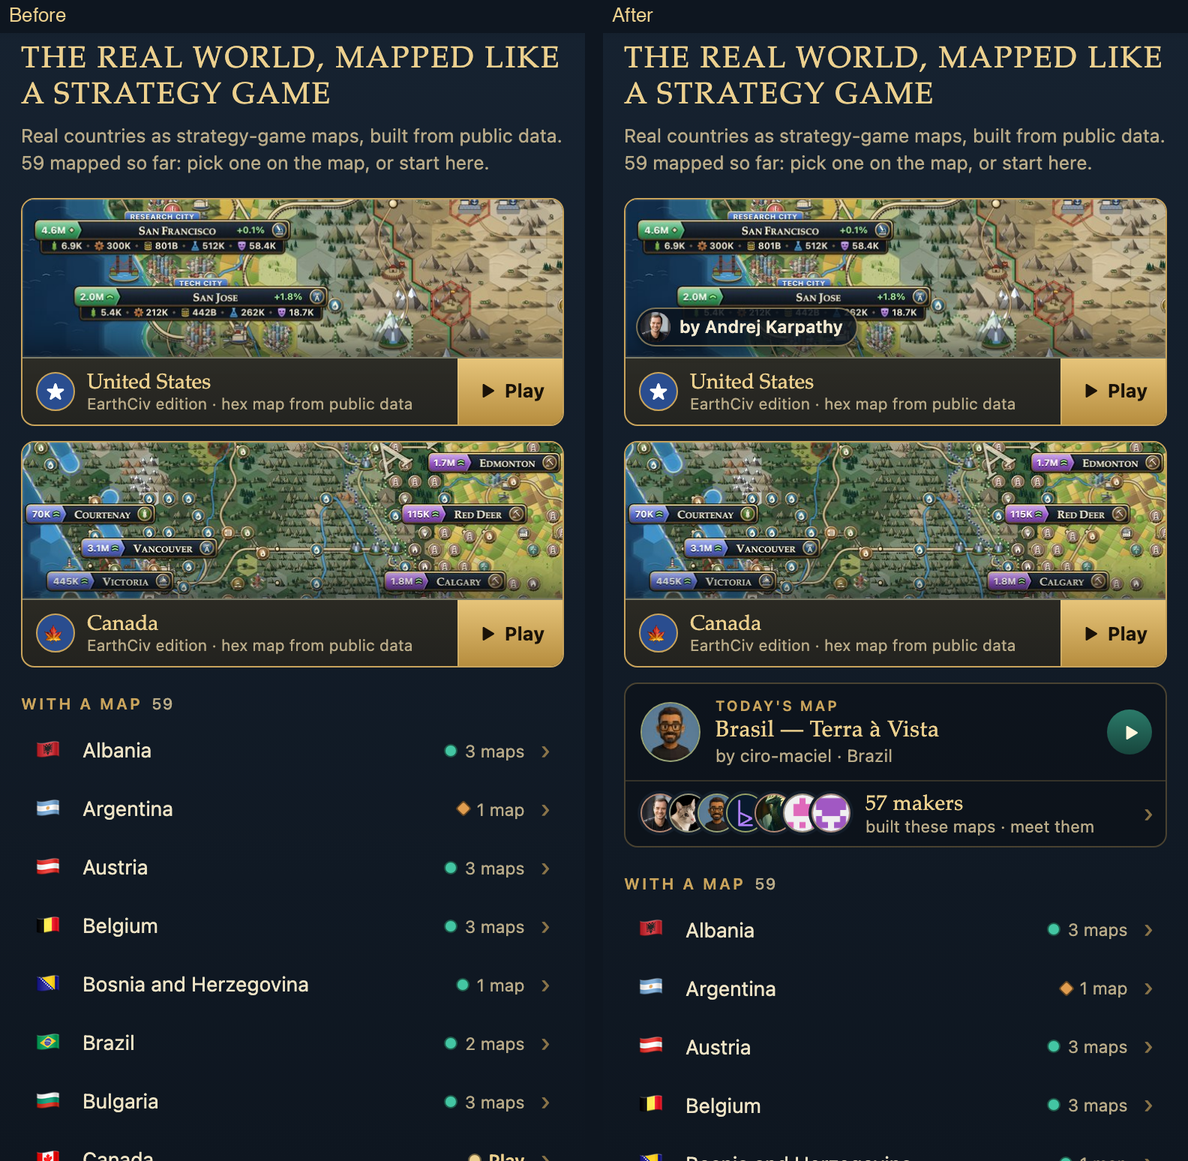 Before
THE REAL WORLD, MAPPED LIKE
A STRATEGY GAME
Real countries as strategy-game maps, built from public data.
59 mapped so far: pick one on the map, or start here.
RESEARCH CITY
4.6M SAN FRANCISCO +0.1%
6.9K • 300K • 801B • 512K • 58.4K
TECH CITY
2.0M SAN JOSE +1.8%
5.4K • 212K • 442B • 262K • 18.7K
United States
EarthCiv edition · hex map from public data
Play
1.7M EDMONTON
70K COURTENAY
115K RED DEER
3.1M VANCOUVER
445K VICTORIA
1.8M CALGARY
Canada
EarthCiv edition · hex map from public data
Play
WITH A MAP 59
Albania 3 maps
Argentina 1 map
Austria 3 maps
Belgium 3 maps
Bosnia and Herzegovina 1 map
Brazil 2 maps
Bulgaria 3 maps
Canada Play
After
THE REAL WORLD, MAPPED LIKE
A STRATEGY GAME
Real countries as strategy-game maps, built from public data.
59 mapped so far: pick one on the map, or start here.
RESEARCH CITY
4.6M SAN FRANCISCO +0.1%
6.9K • 300K • 801B • 512K • 58.4K
TECH CITY
2.0M SAN JOSE +1.8%
18.7K
by Andrej Karpathy
United States
EarthCiv edition · hex map from public data
Play
1.7M EDMONTON
70K COURTENAY
115K RED DEER
3.1M VANCOUVER
445K VICTORIA
1.8M CALGARY
Canada
EarthCiv edition · hex map from public data
Play
TODAY'S MAP
Brasil — Terra à Vista
by ciro-maciel · Brazil
57 makers
built these maps · meet them
WITH A MAP 59
Albania 3 maps
Argentina 1 map
Austria 3 maps
Belgium 3 maps
Bosnia and Herzegovina 1 map